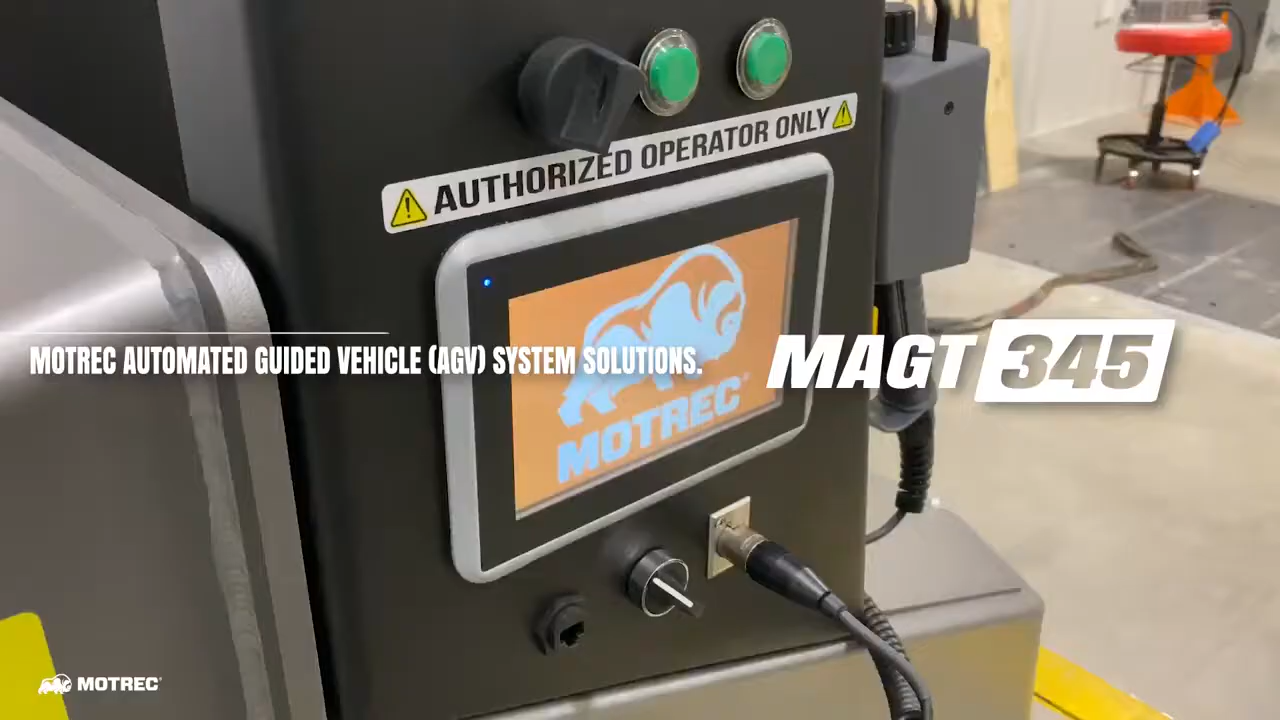 AUTHORIZED OPERATOR ONLY
MOTREC AUTOMATED GUIDED VEHICLE (AGV) SYSTEM SOLUTIONS.
MAGT 345
MOTREC
MOTREC